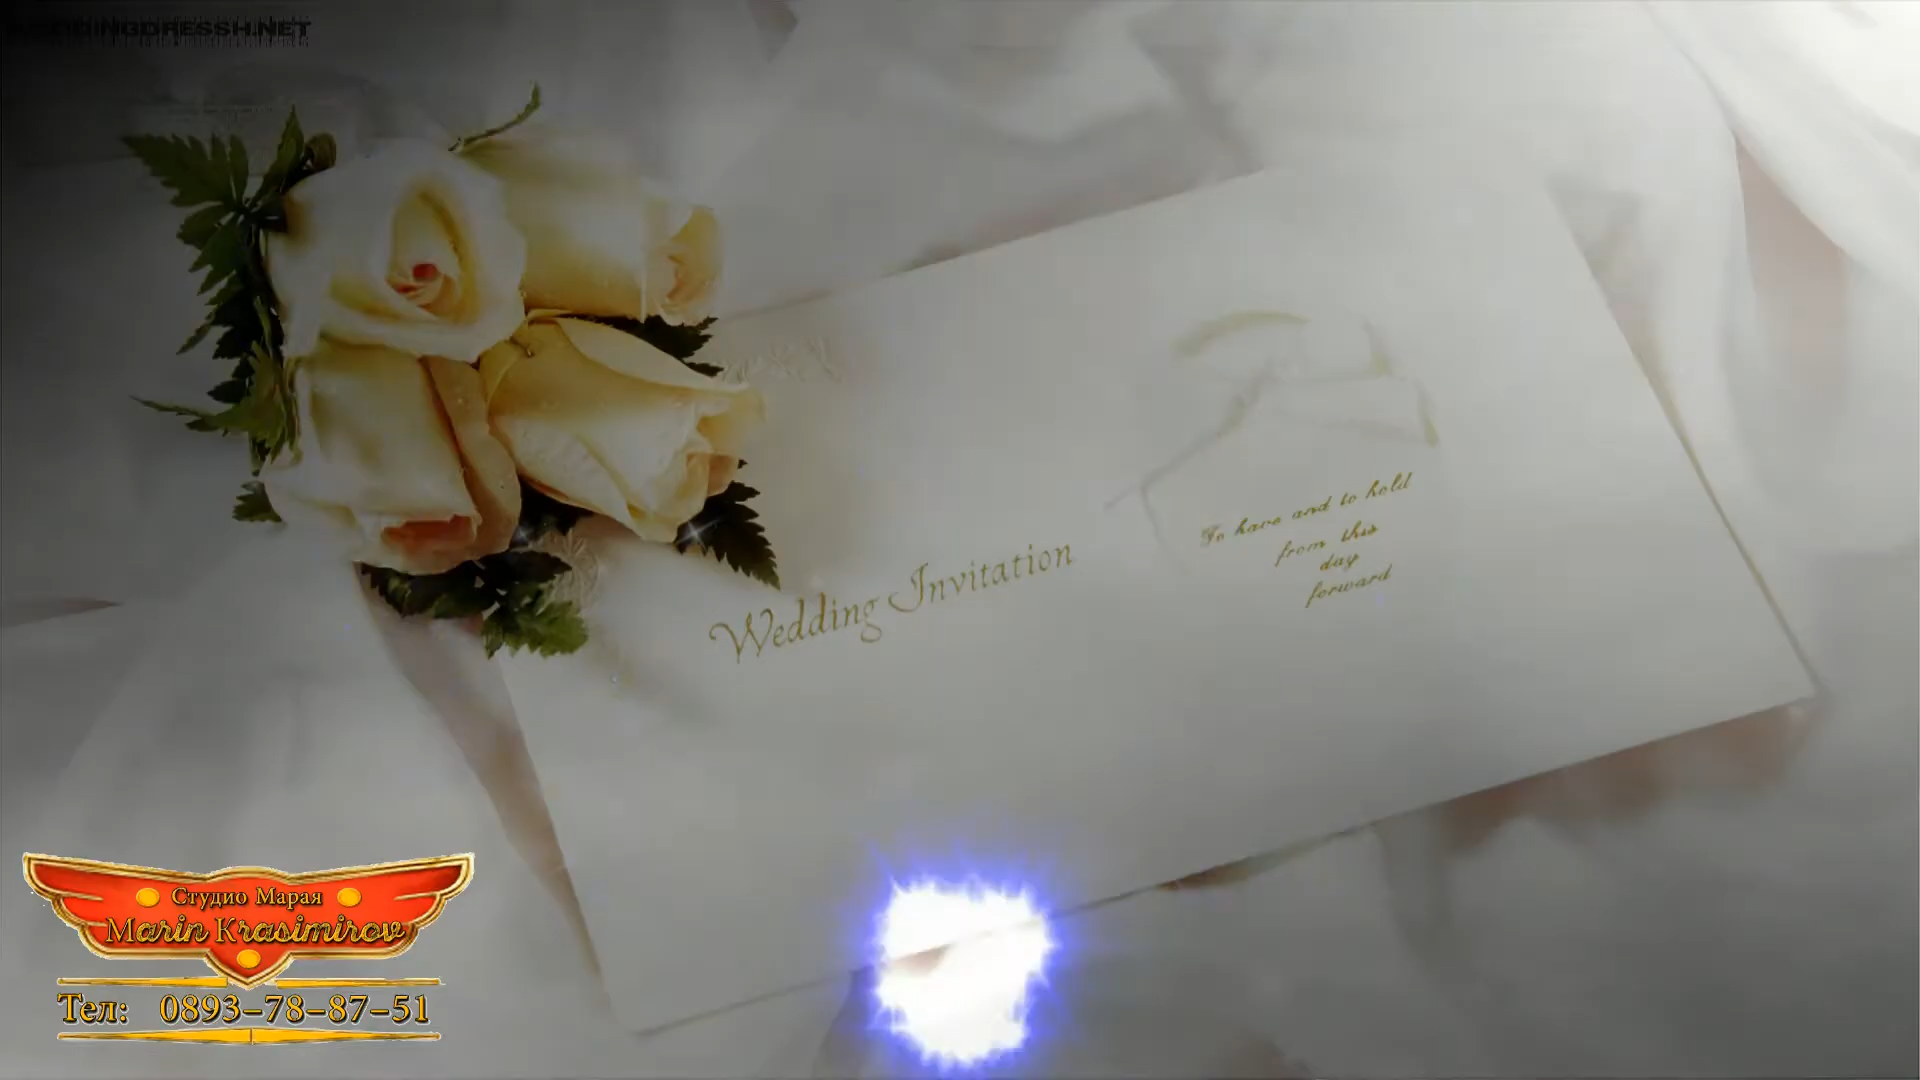 Wedding Invitation
To have and to hold
from this
day
forward
Студио Марая
Marin Krasimirov
Тел: 0893-78-87-51